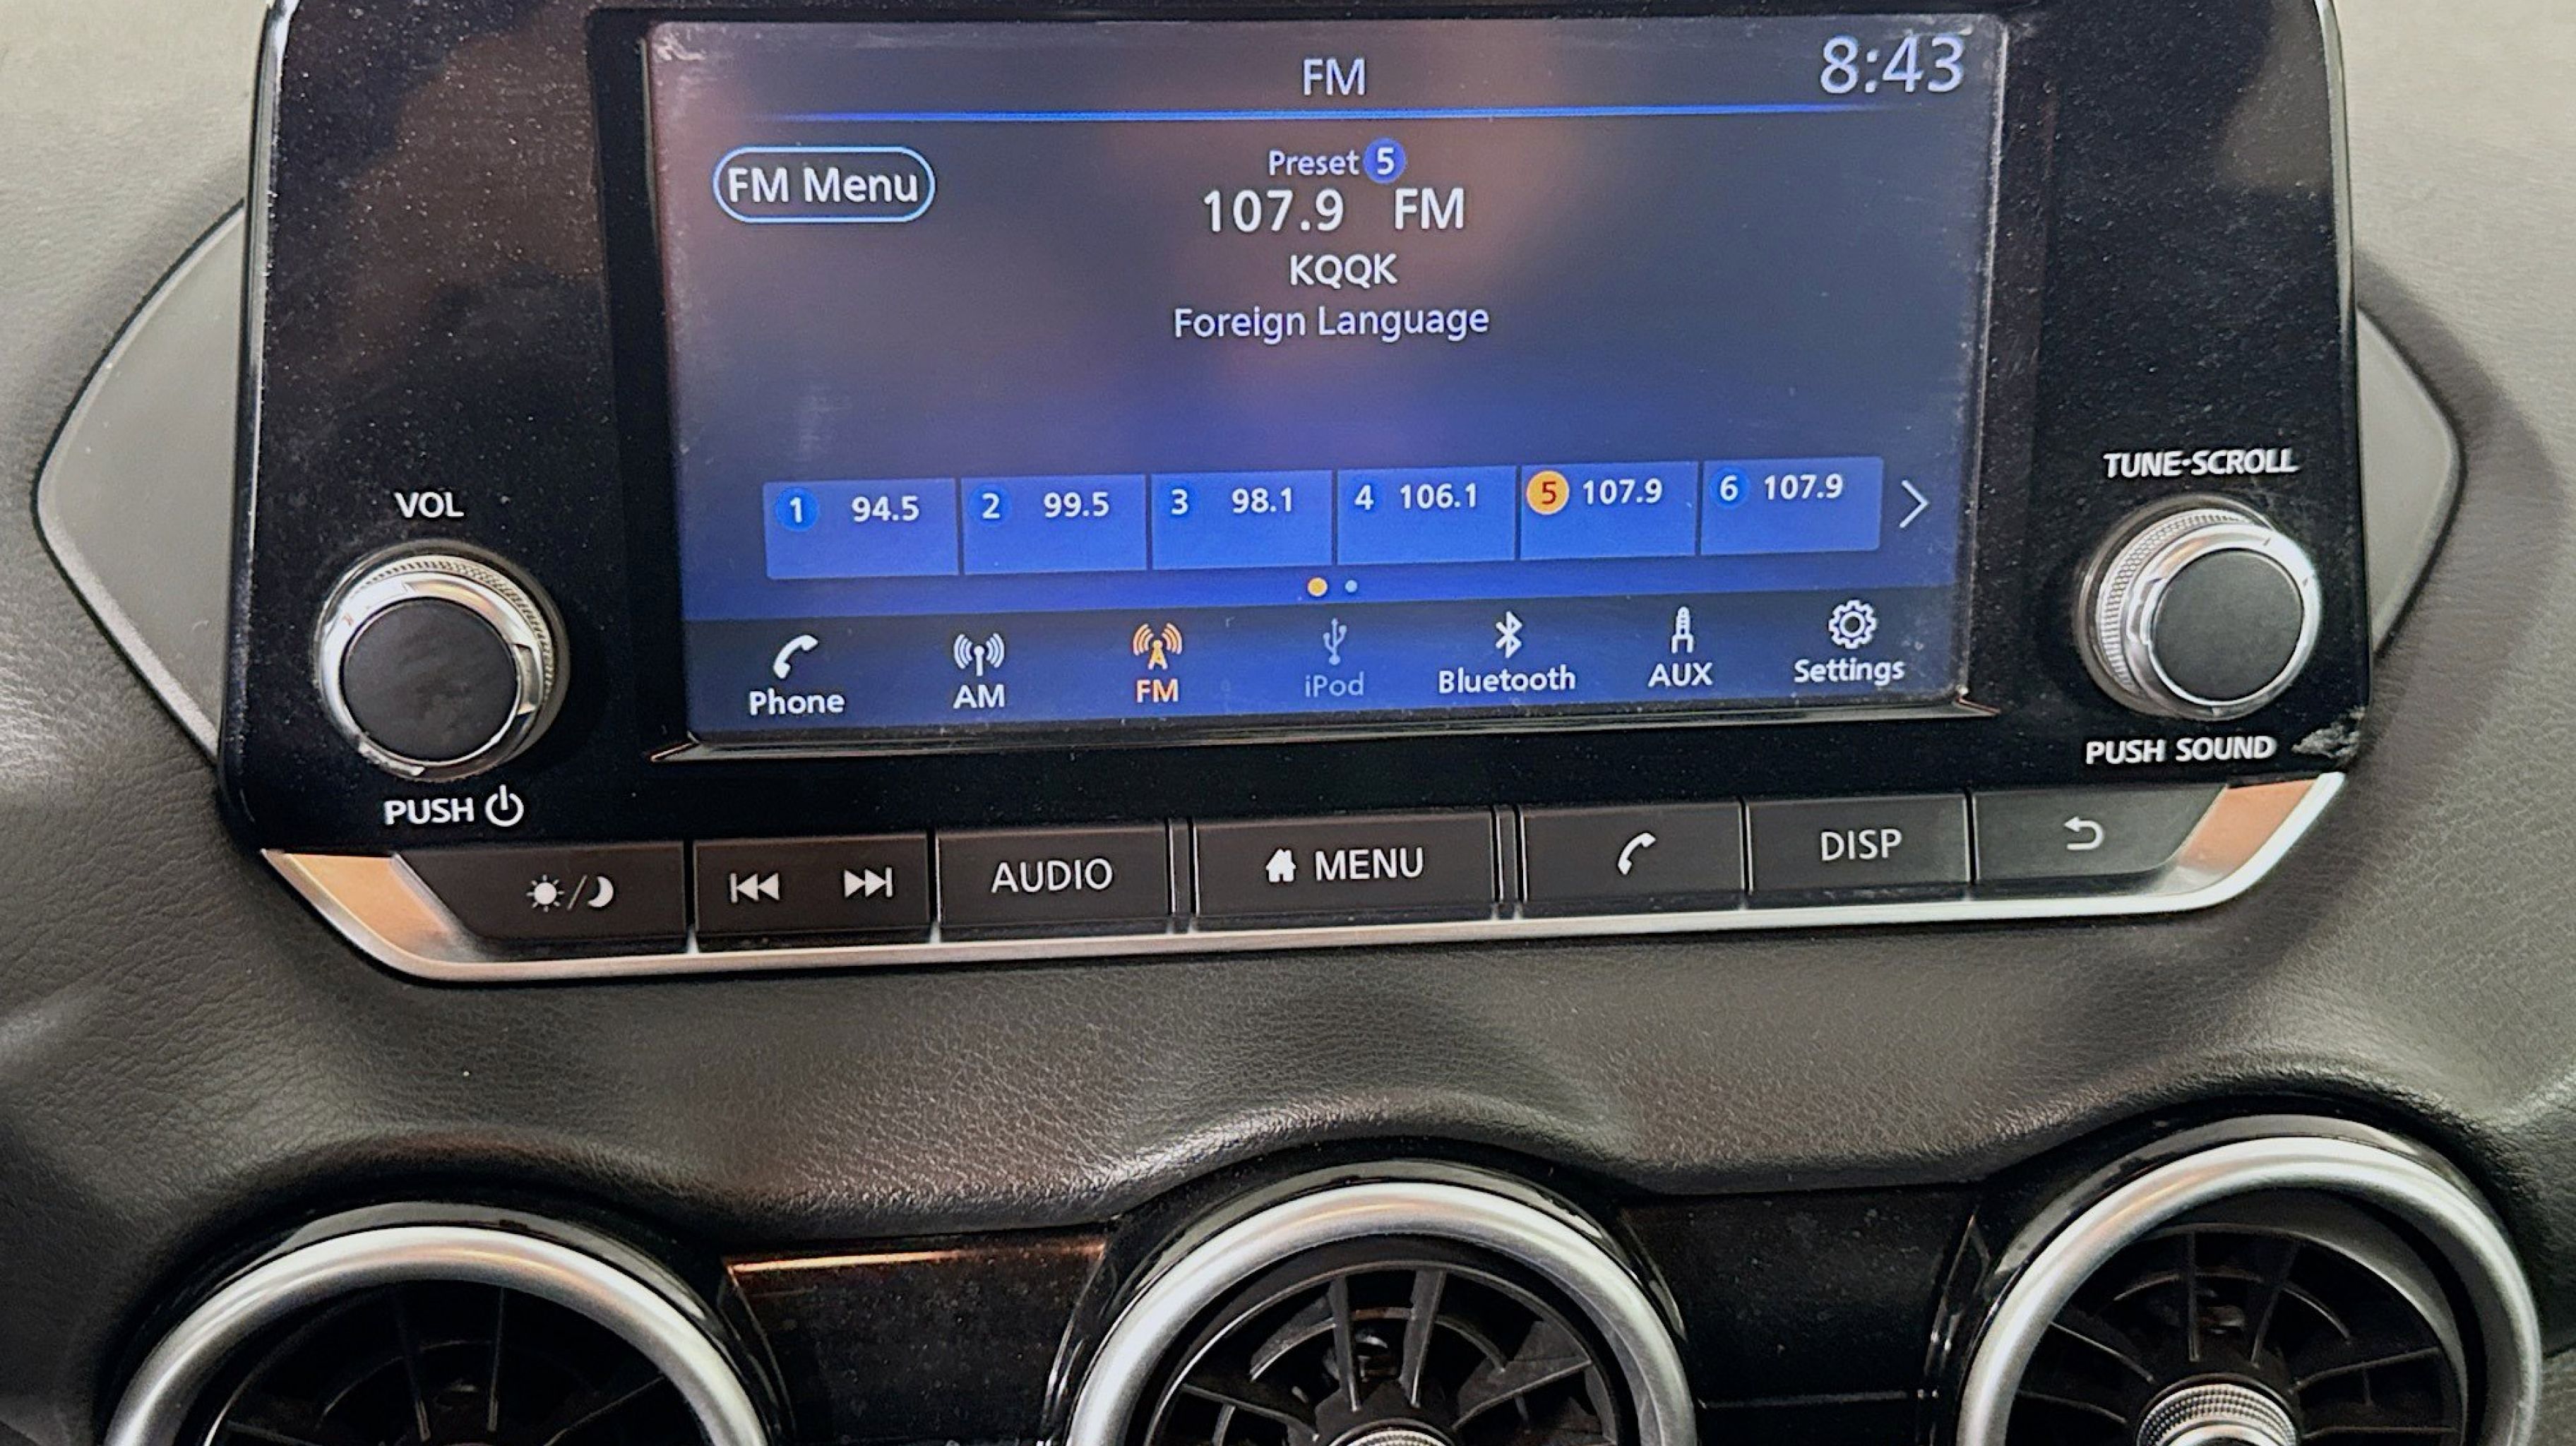 FM 8:43
FM Menu
Preset 5
107.9 FM
KQQK
Foreign Language
1 94.5 2 99.5 3 98.1 4 106.1 5 107.9 6 107.9
Phone AM FM iPod Bluetooth AUX Settings
VOL
PUSH
TUNE·SCROLL
PUSH SOUND
AUDIO MENU DISP